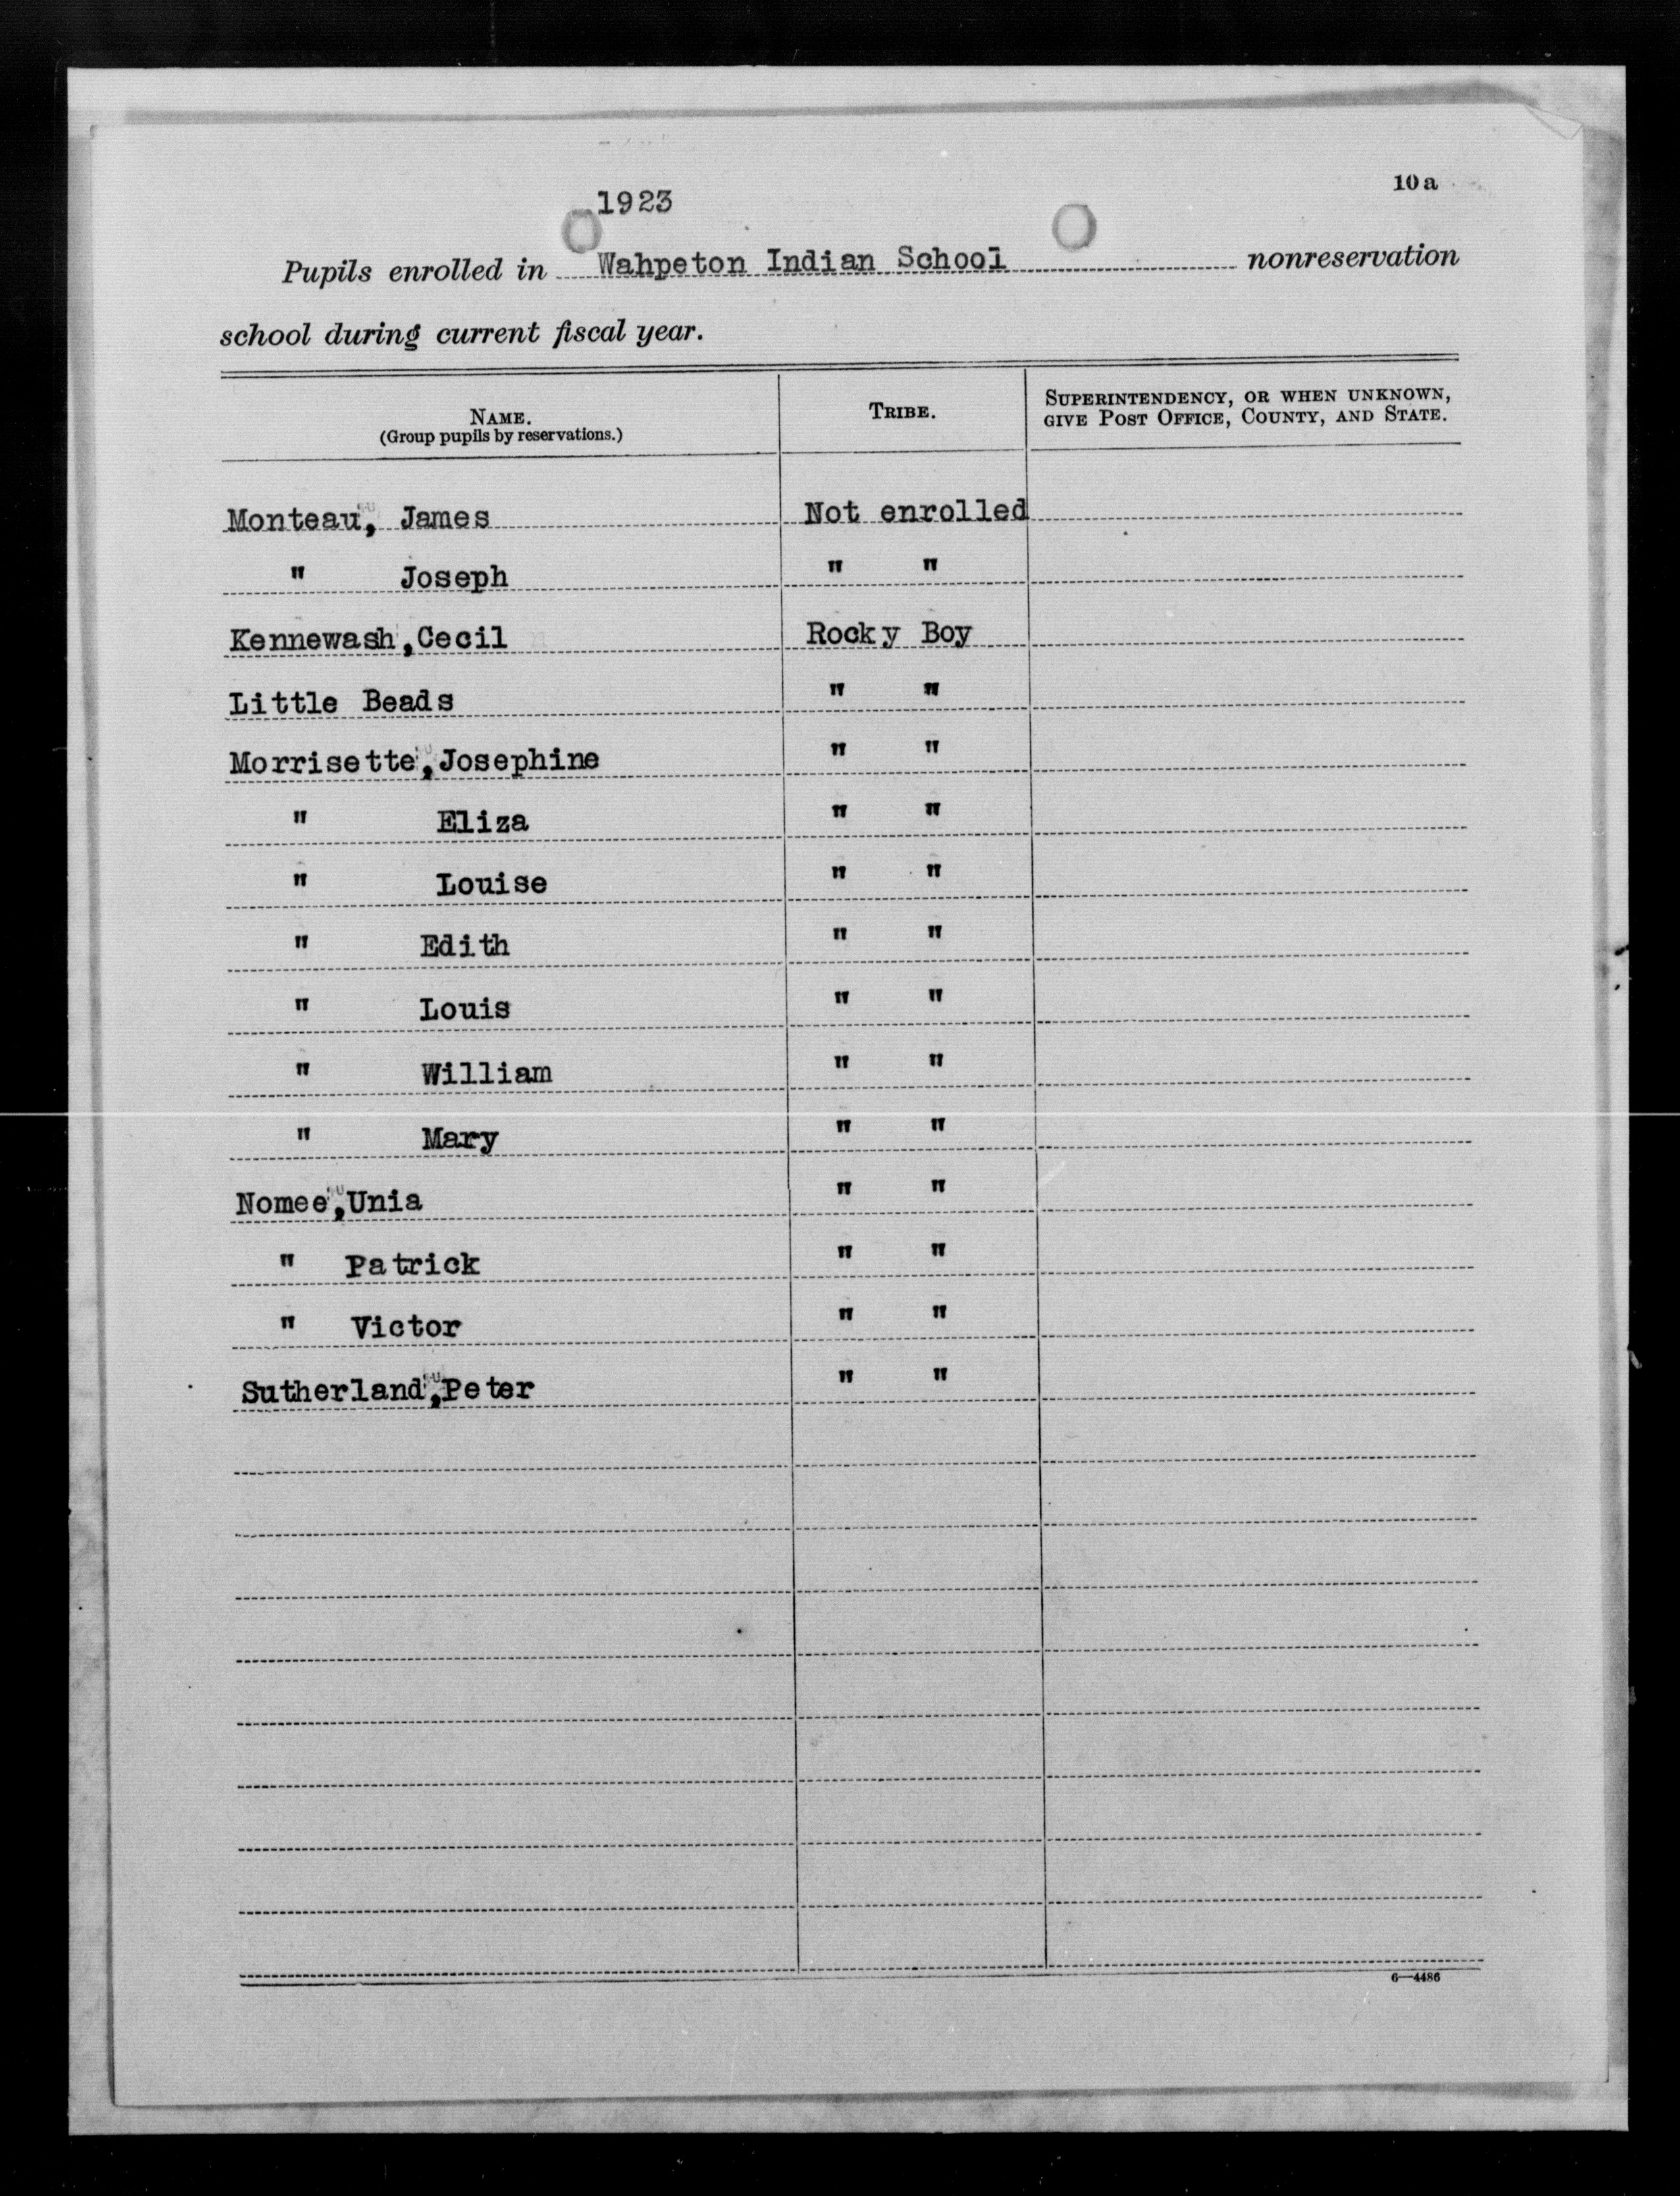 10 a
1923
Pupils enrolled in Wahpeton Indian School nonreservation
school during current fiscal year.
NAME. TRIBE. SUPERINTENDENCY, OR WHEN UNKNOWN,
(Group pupils by reservations.) GIVE POST OFFICE, COUNTY, AND STATE.
Monteau, James Not enrolled
" Joseph " "
Kennewash, Cecil Rocky Boy
Little Beads " "
Morrisette, Josephine " "
" Eliza " "
" Louise " "
" Edith " "
" Louis " "
" William " "
" Mary " "
Nomee, Unia " "
" Patrick " "
" Victor " "
Sutherland, Peter " "
6—4486